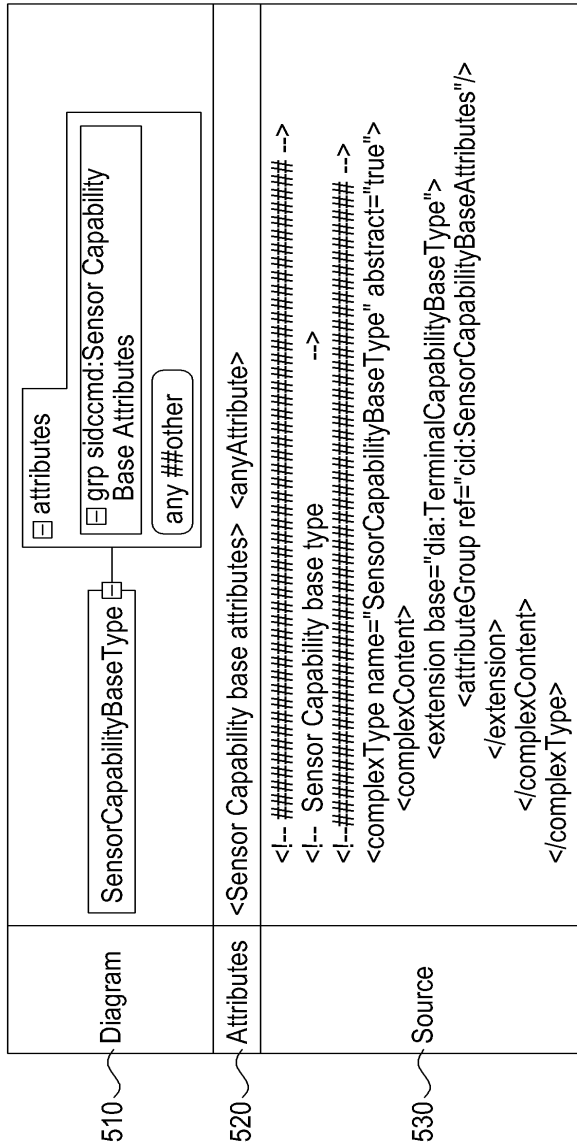 510
Diagram
SensorCapabilityBaseType
attributes
grp sidccmd:Sensor Capability
Base Attributes
any ##other
520
Attributes
<Sensor Capability base attributes> <anyAttribute>
530
Source
<!-- ################################ -->
<!-- Sensor Capability base type -->
<!--################################ -->
<complexType name="SensorCapabilityBaseType" abstract="true">
<complexContent>
<extension base="dia:TerminalCapabilityBaseType">
<attributeGroup ref="cid:SensorCapabilityBaseAttributes"/>
</extension>
</complexContent>
</complexType>